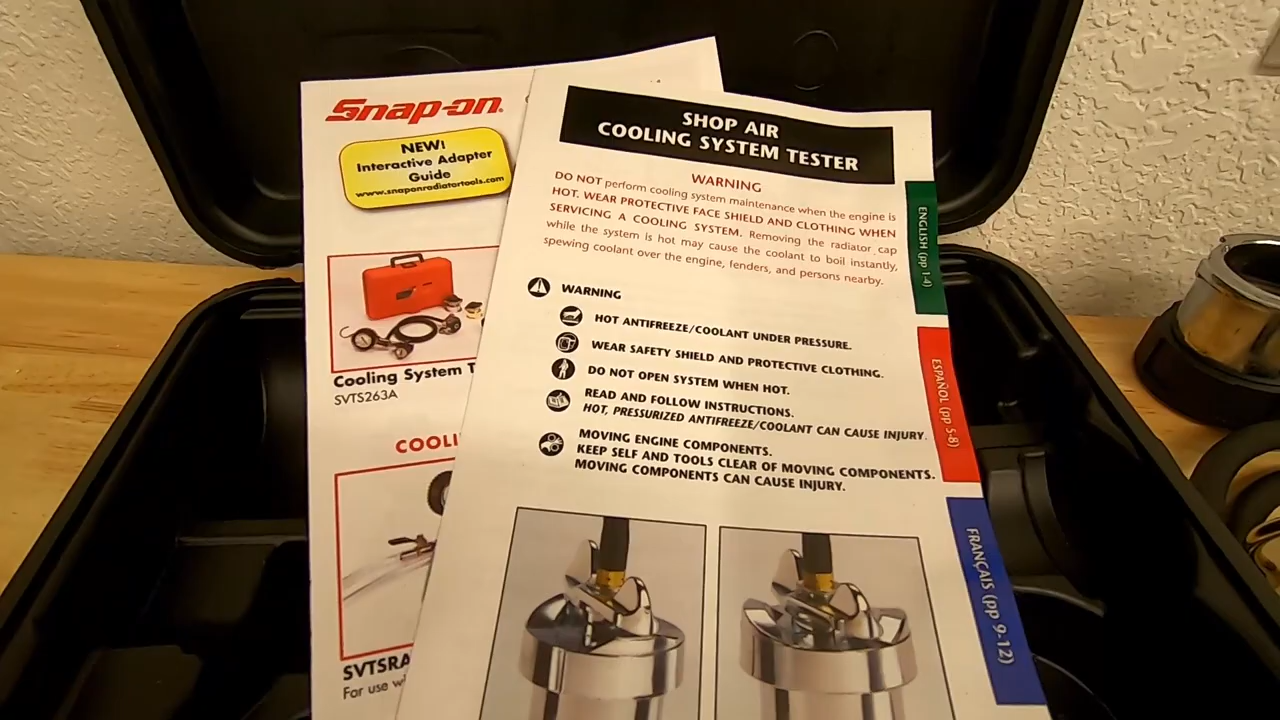 Snap-on
NEW!
Interactive Adapter
Guide
www.snaponradiatortools.com
Cooling System T
SVTS263A
COOLI
SVTSRA
For use wi
SHOP AIR
COOLING SYSTEM TESTER
WARNING
DO NOT perform cooling system maintenance when the engine is
HOT. WEAR PROTECTIVE FACE SHIELD AND CLOTHING WHEN
SERVICING A COOLING SYSTEM. Removing the radiator cap
while the system is hot may cause the coolant to boil instantly,
spewing coolant over the engine, fenders, and persons nearby.
WARNING
HOT ANTIFREEZE/COOLANT UNDER PRESSURE.
WEAR SAFETY SHIELD AND PROTECTIVE CLOTHING.
DO NOT OPEN SYSTEM WHEN HOT.
READ AND FOLLOW INSTRUCTIONS.
HOT, PRESSURIZED ANTIFREEZE/COOLANT CAN CAUSE INJURY.
MOVING ENGINE COMPONENTS.
KEEP SELF AND TOOLS CLEAR OF MOVING COMPONENTS.
MOVING COMPONENTS CAN CAUSE INJURY.
ENGLISH (pp 1-4)
ESPAÑOL (pp 5-8)
FRANÇAIS (pp 9-12)